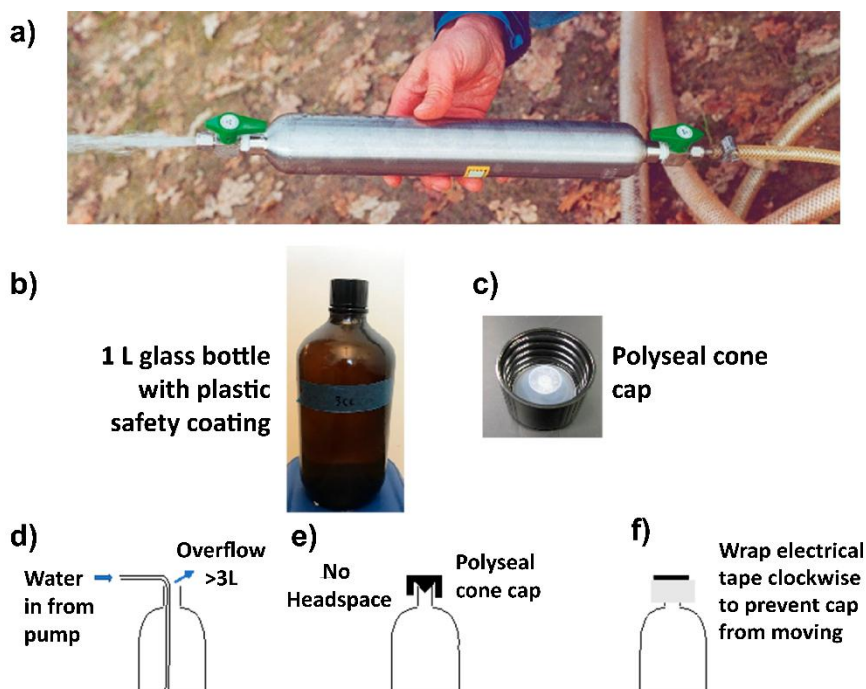 a)
b)
1 L glass bottle
with plastic
safety coating
c)
Polyseal cone
cap
d)
Water
in from
pump
Overflow
>3L
e)
No
Headspace
Polyseal
cone cap
f)
Wrap electrical
tape clockwise
to prevent cap
from moving